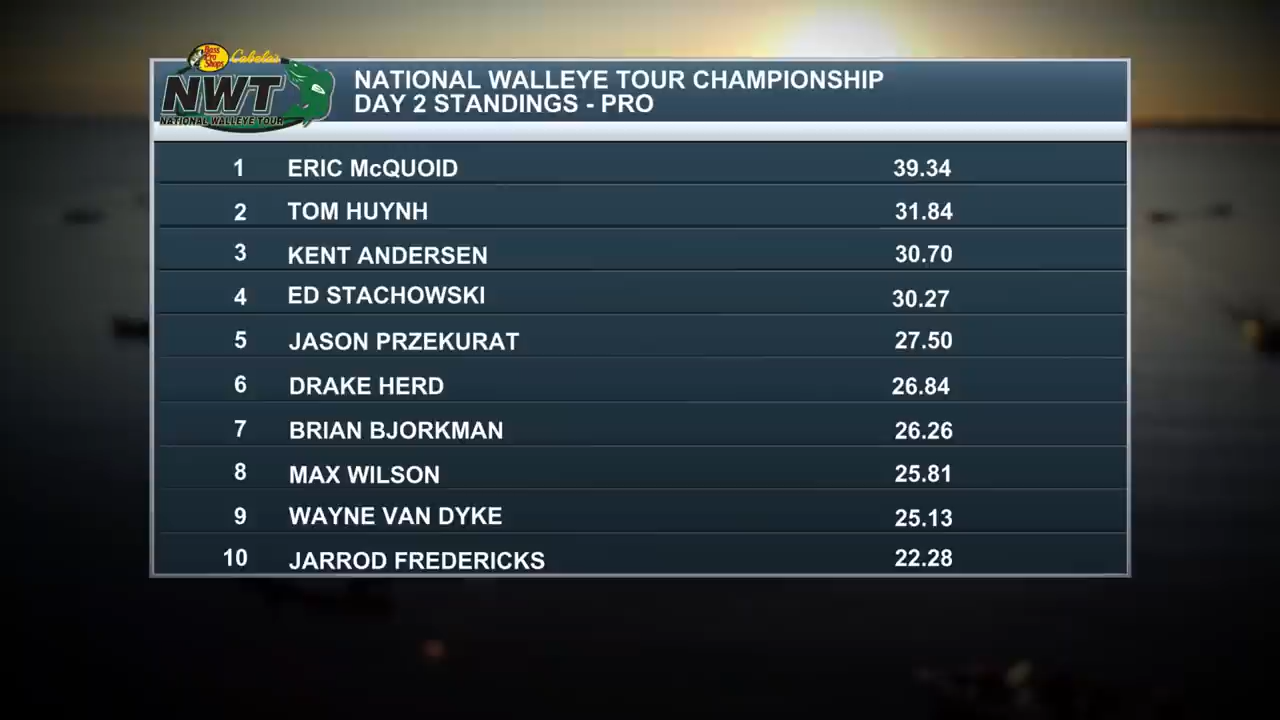 Bass Pro Shops Cabela's
NWT
NATIONAL WALLEYE TOUR
NATIONAL WALLEYE TOUR CHAMPIONSHIP
DAY 2 STANDINGS - PRO
1 ERIC McQUOID 39.34
2 TOM HUYNH 31.84
3 KENT ANDERSEN 30.70
4 ED STACHOWSKI 30.27
5 JASON PRZEKURAT 27.50
6 DRAKE HERD 26.84
7 BRIAN BJORKMAN 26.26
8 MAX WILSON 25.81
9 WAYNE VAN DYKE 25.13
10 JARROD FREDERICKS 22.28